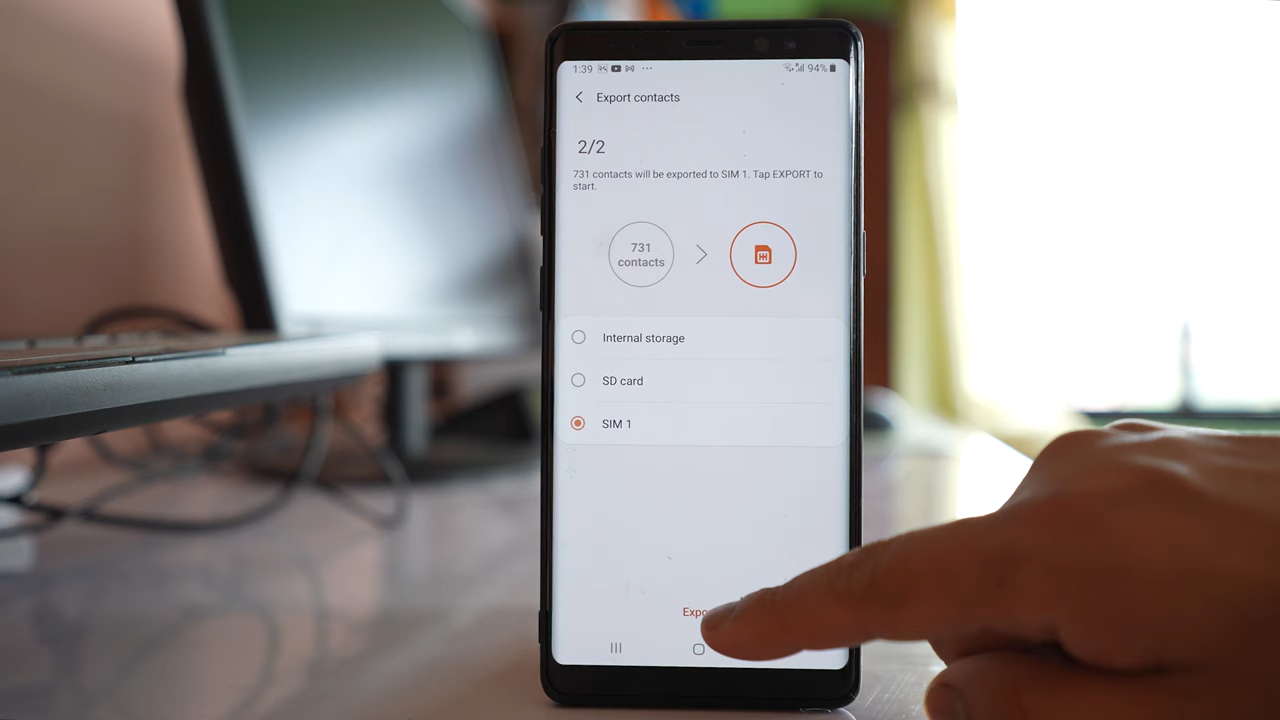 1:39
94%
Export contacts
2/2
731 contacts will be exported to SIM 1. Tap EXPORT to
start.
731
contacts
Internal storage
SD card
SIM 1
Expo